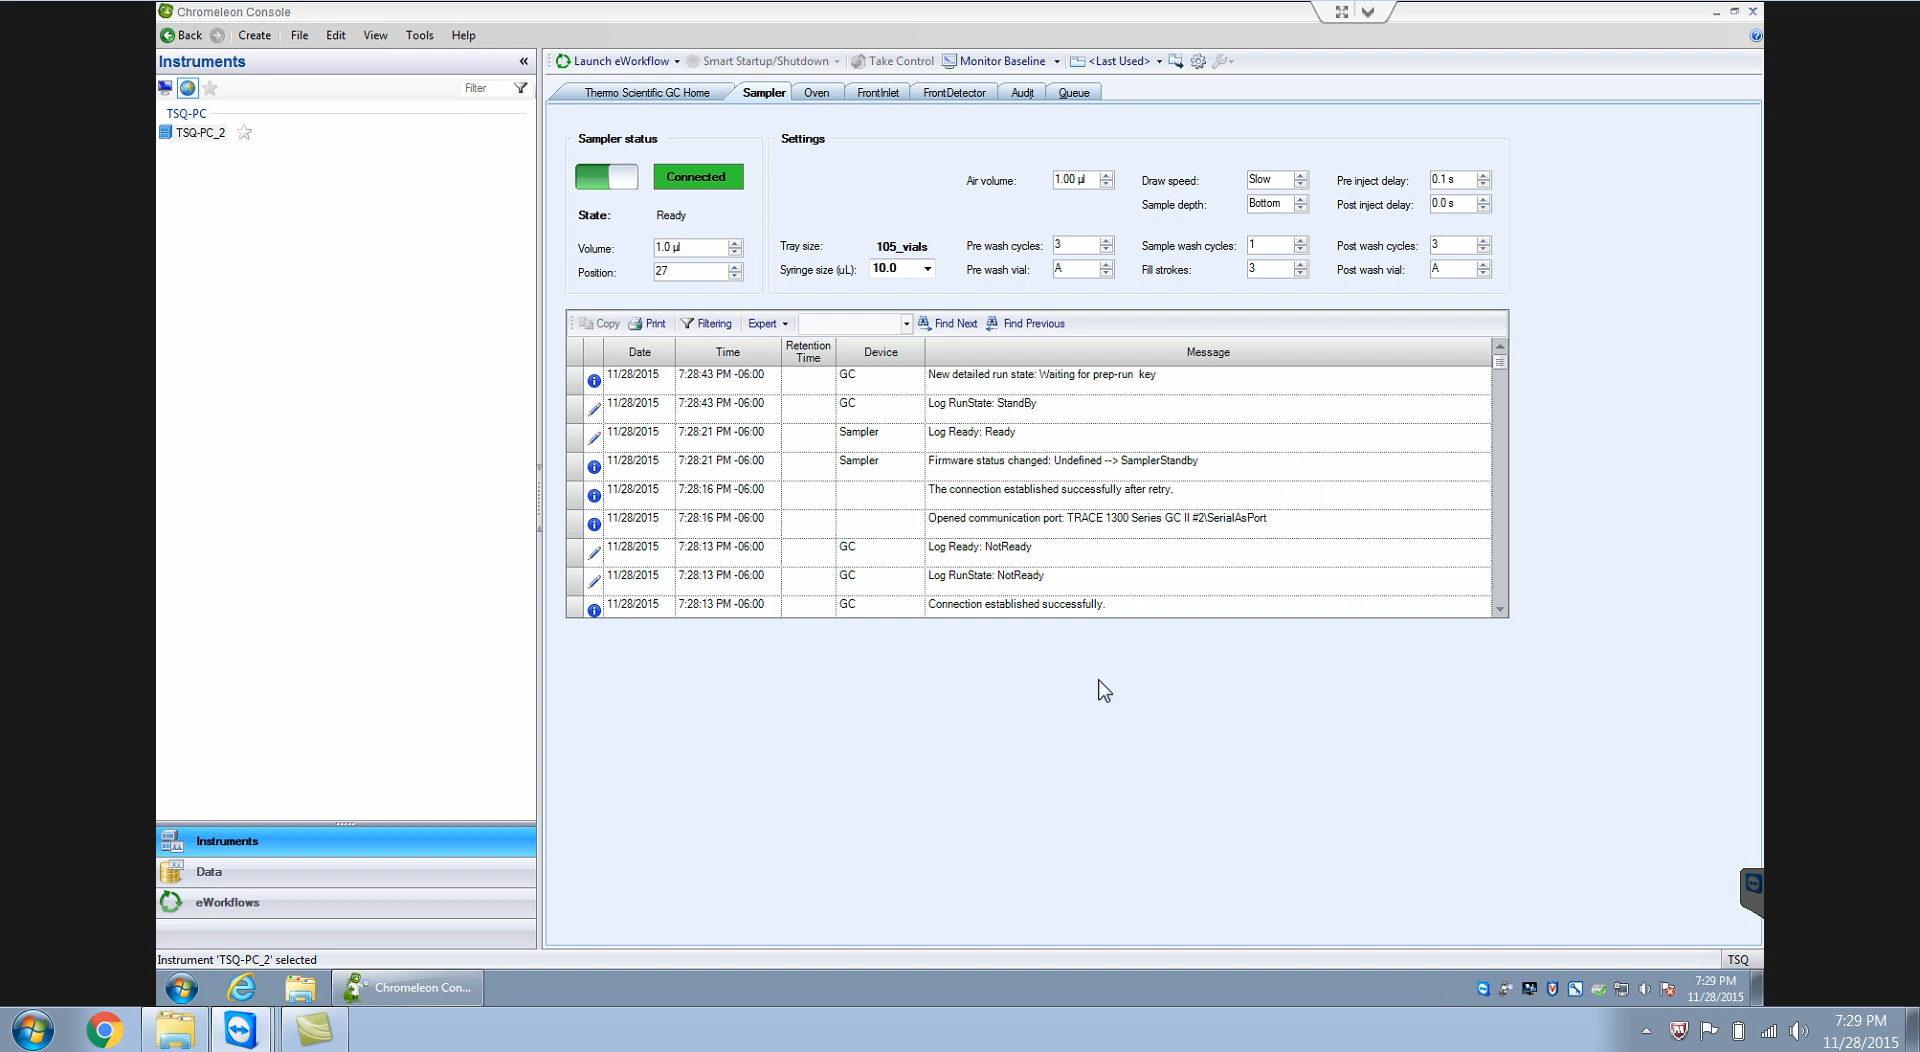 Chromeleon Console
Back Create File Edit View Tools Help
Instruments «
Filter
TSQ-PC
TSQ-PC_2
Launch eWorkflow Smart Startup/Shutdown Take Control Monitor Baseline <Last Used>
Thermo Scientific GC Home Sampler Oven FrontInlet FrontDetector Audit Queue
Sampler status
Connected
State: Ready
Volume: 1.0 µl
Position: 27
Settings
Air volume: 1.00 µl Draw speed: Slow Pre inject delay: 0.1 s
Sample depth: Bottom Post inject delay: 0.0 s
Tray size: 105_vials Pre wash cycles: 3 Sample wash cycles: 1 Post wash cycles: 3
Syringe size (uL): 10.0 Pre wash vial: A Fill strokes: 3 Post wash vial: A
Copy Print Filtering Expert Find Next Find Previous
Date Time Retention Time Device Message
11/28/2015 7:28:43 PM -06:00 GC New detailed run state: Waiting for prep-run key
11/28/2015 7:28:43 PM -06:00 GC Log RunState: StandBy
11/28/2015 7:28:21 PM -06:00 Sampler Log Ready: Ready
11/28/2015 7:28:21 PM -06:00 Sampler Firmware status changed: Undefined --> SamplerStandby
11/28/2015 7:28:16 PM -06:00 The connection established successfully after retry.
11/28/2015 7:28:16 PM -06:00 Opened communication port: TRACE 1300 Series GC II #2\SerialAsPort
11/28/2015 7:28:13 PM -06:00 GC Log Ready: NotReady
11/28/2015 7:28:13 PM -06:00 GC Log RunState: NotReady
11/28/2015 7:28:13 PM -06:00 GC Connection established successfully.
Instruments
Data
eWorkflows
Instrument 'TSQ-PC_2' selected TSQ
Chromeleon Con...
7:29 PM
11/28/2015
7:29 PM
11/28/2015